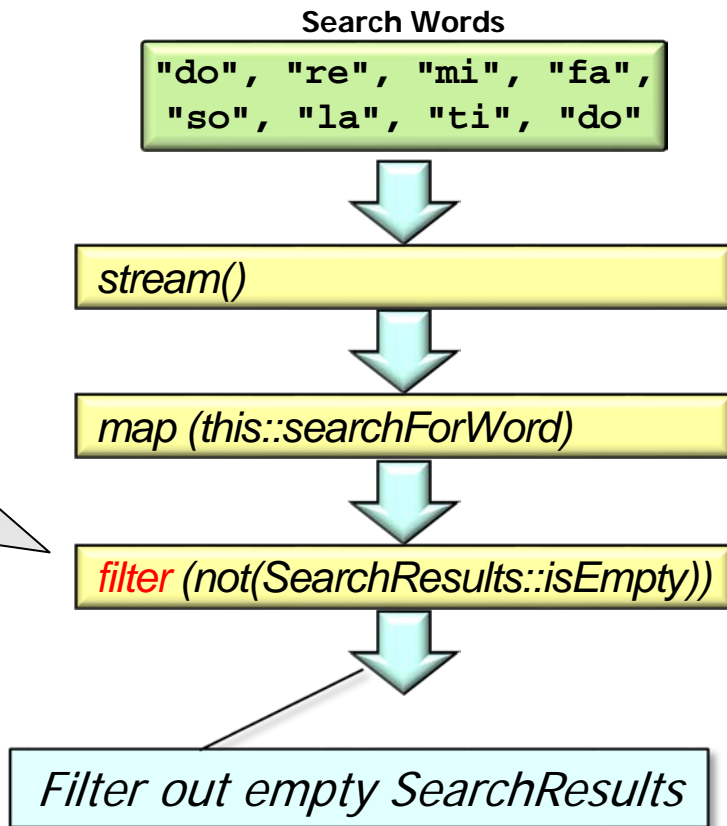 Search Words
"do", "re", "mi", "fa",
"so", "la", "ti", "do"
stream()
map (this::searchForWord)
filter (not(SearchResults::isEmpty))
Filter out empty SearchResults